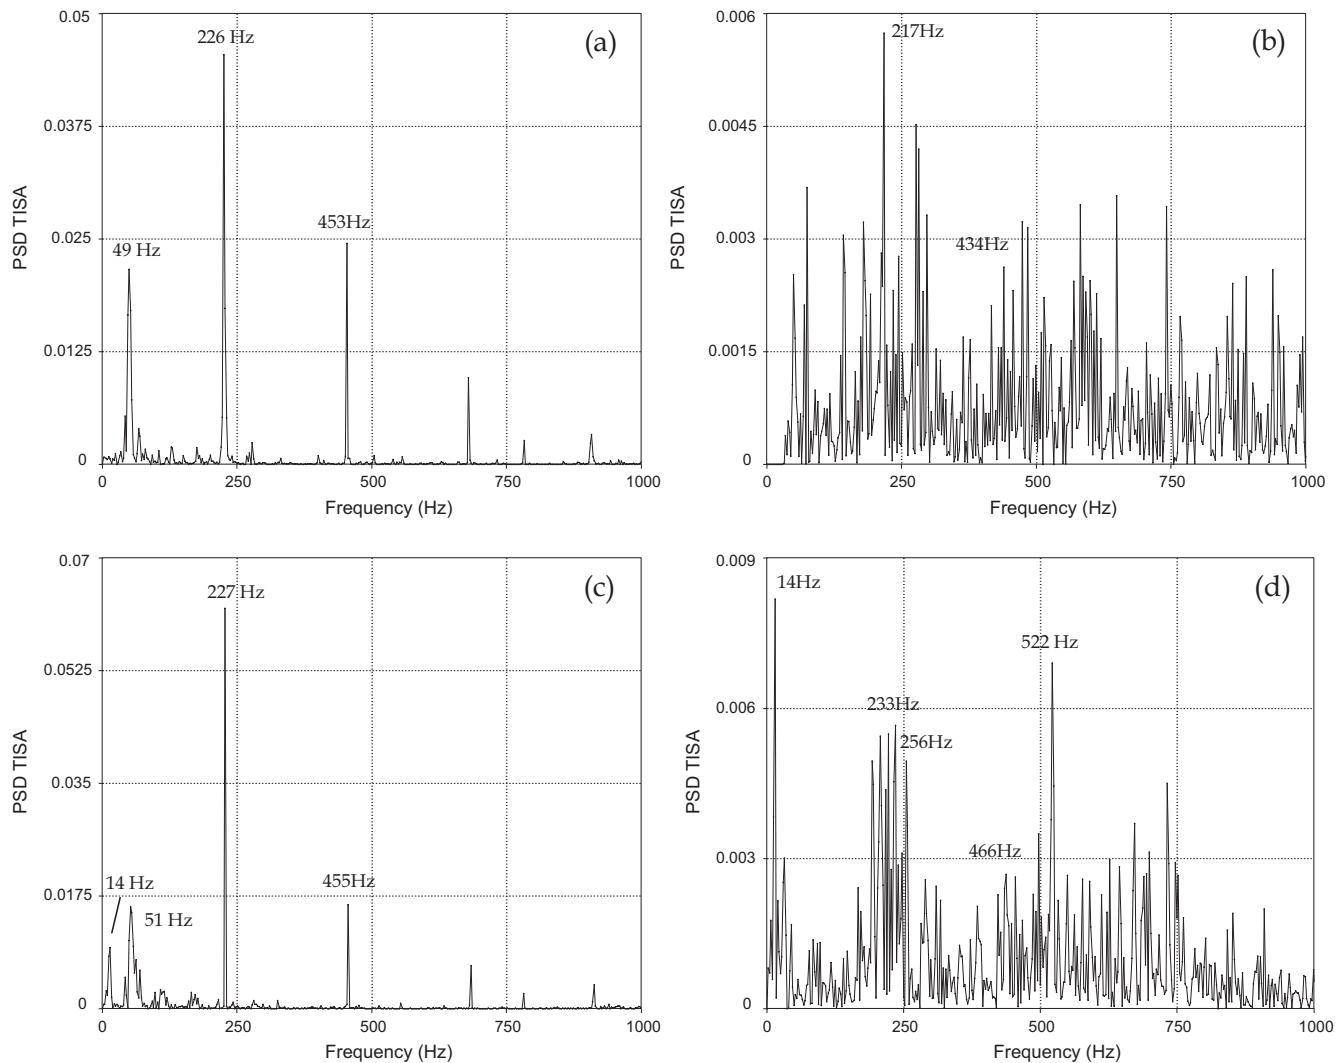 (a)
0.05
0.0375
0.025
0.0125
0
PSD TISA
226 Hz
453Hz
49 Hz
0 250 500 750 1000
Frequency (Hz)
(b)
0.006
0.0045
0.003
0.0015
0
PSD TISA
217Hz
434Hz
0 250 500 750 1000
Frequency (Hz)
(c)
0.07
0.0525
0.035
0.0175
0
PSD TISA
227 Hz
455Hz
14 Hz
51 Hz
0 250 500 750 1000
Frequency (Hz)
(d)
0.009
0.006
0.003
0
PSD TISA
14Hz
522 Hz
233Hz
256Hz
466Hz
0 250 500 750 1000
Frequency (Hz)